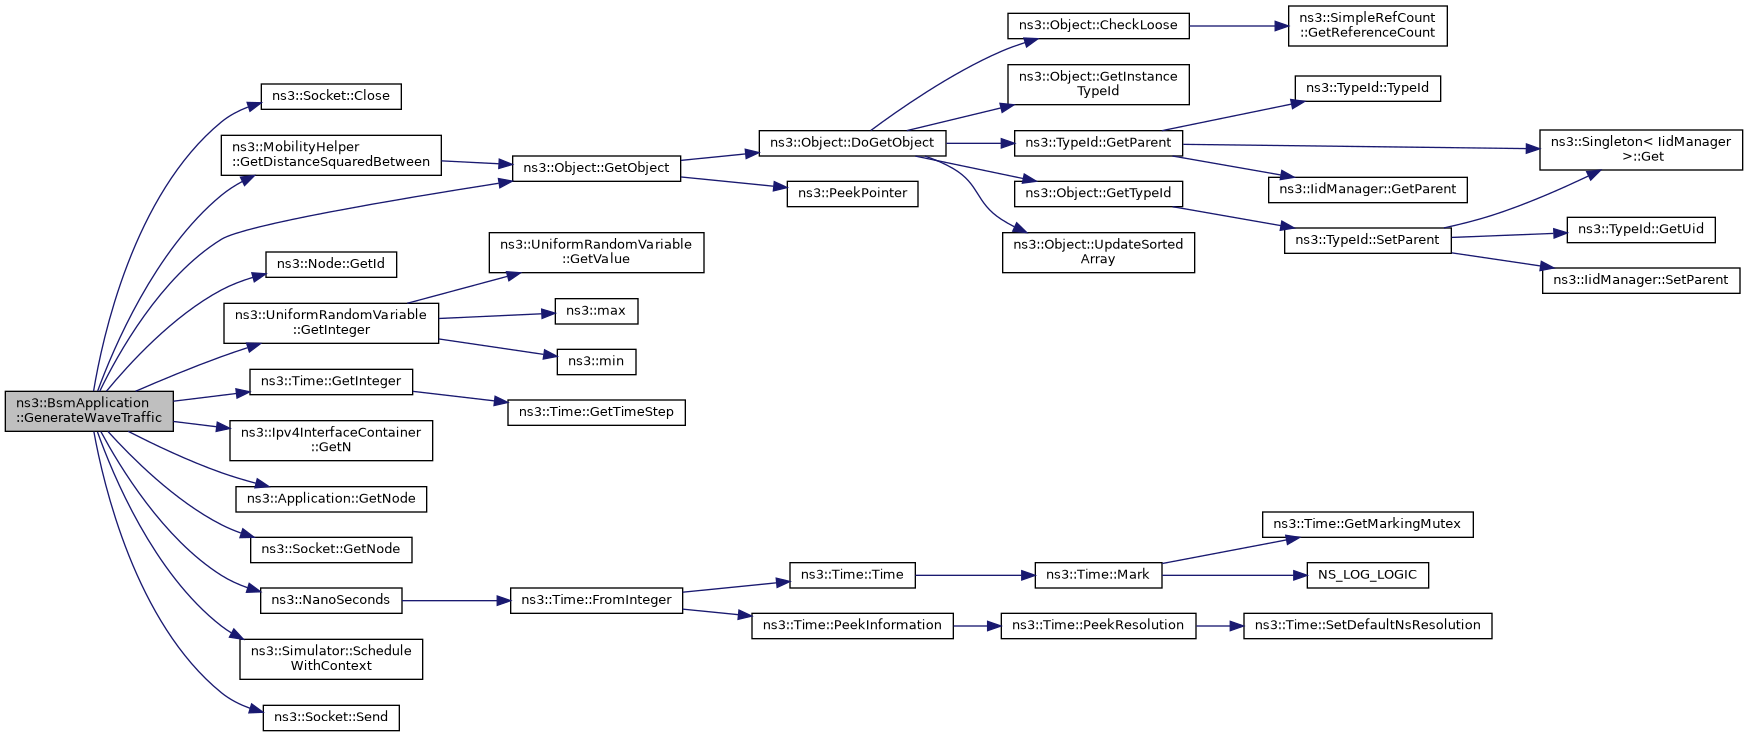 ns3::BsmApplication
::GenerateWaveTraffic
ns3::Socket::Close
ns3::MobilityHelper
::GetDistanceSquaredBetween
ns3::Object::GetObject
ns3::Object::DoGetObject
ns3::Object::CheckLoose
ns3::SimpleRefCount
::GetReferenceCount
ns3::Object::GetInstance
TypeId
ns3::TypeId::GetParent
ns3::TypeId::TypeId
ns3::Singleton< IidManager
>::Get
ns3::IidManager::GetParent
ns3::Object::GetTypeId
ns3::TypeId::SetParent
ns3::TypeId::GetUid
ns3::IidManager::SetParent
ns3::Object::UpdateSorted
Array
ns3::PeekPointer
ns3::Node::GetId
ns3::UniformRandomVariable
::GetInteger
ns3::UniformRandomVariable
::GetValue
ns3::max
ns3::min
ns3::Time::GetInteger
ns3::Time::GetTimeStep
ns3::Ipv4InterfaceContainer
::GetN
ns3::Application::GetNode
ns3::Socket::GetNode
ns3::NanoSeconds
ns3::Time::FromInteger
ns3::Time::Time
ns3::Time::Mark
ns3::Time::GetMarkingMutex
NS_LOG_LOGIC
ns3::Time::PeekInformation
ns3::Time::PeekResolution
ns3::Time::SetDefaultNsResolution
ns3::Simulator::Schedule
WithContext
ns3::Socket::Send